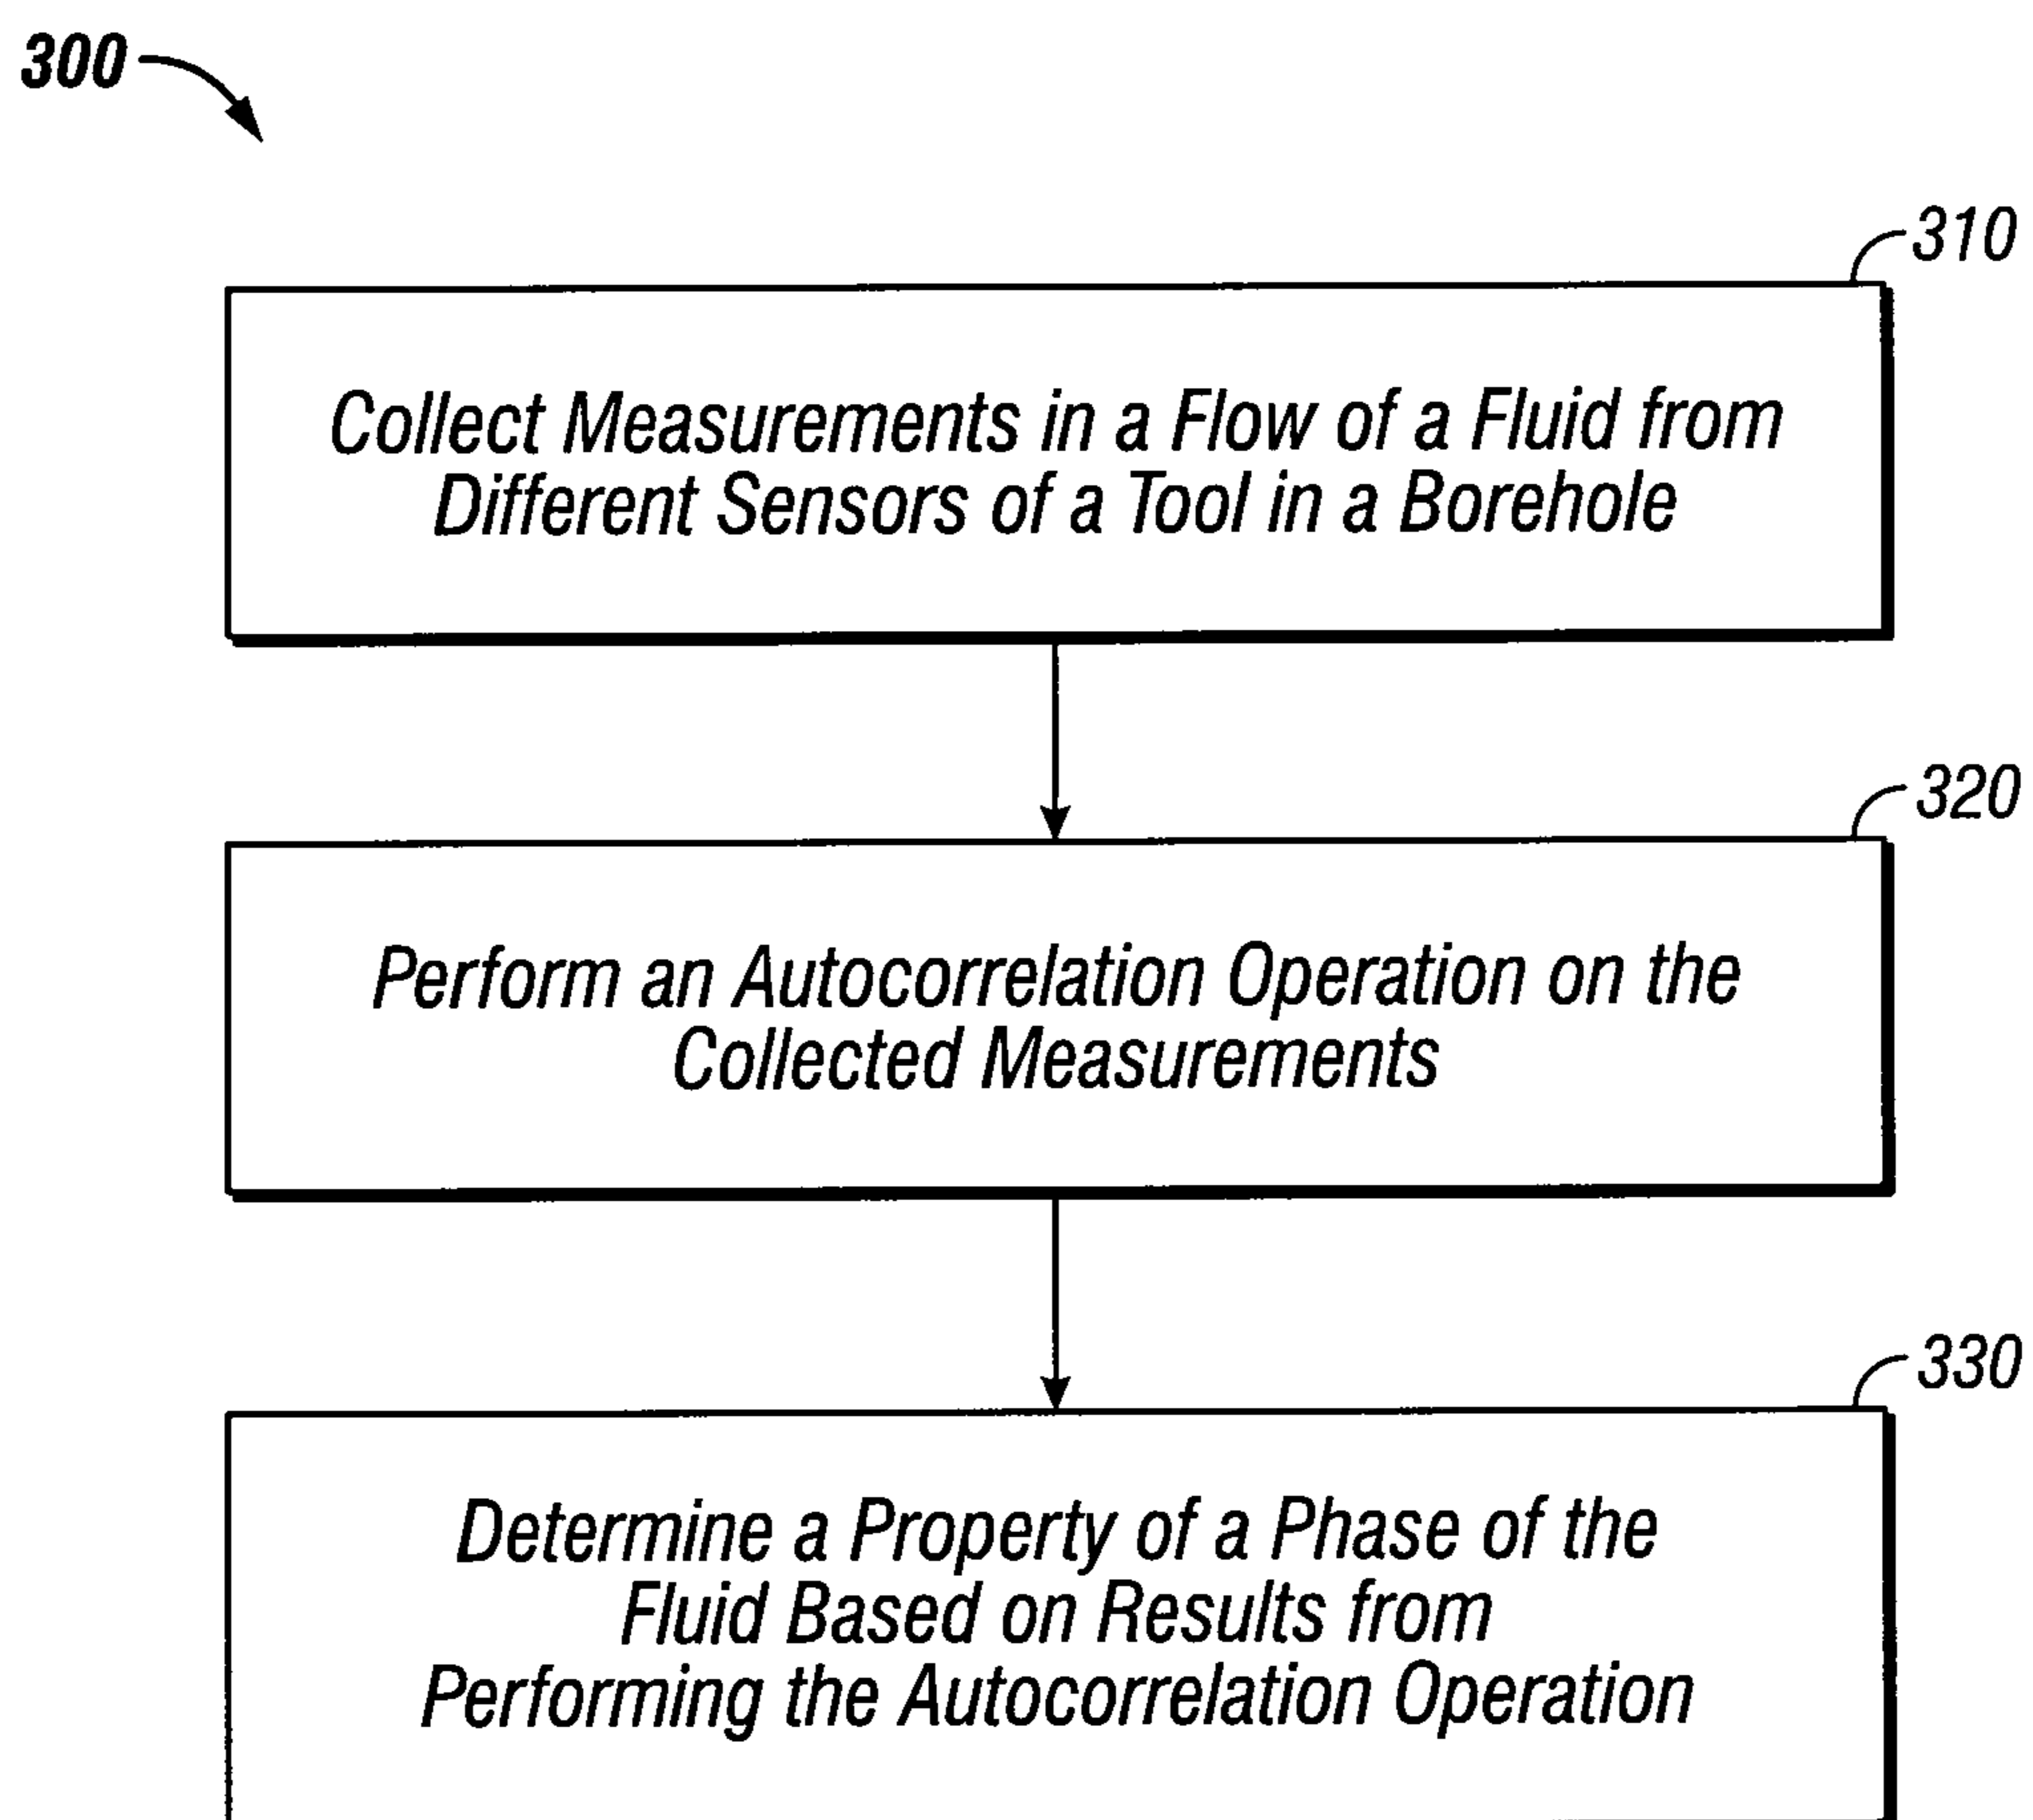 300
310
Collect Measurements in a Flow of a Fluid from
Different Sensors of a Tool in a Borehole
320
Perform an Autocorrelation Operation on the
Collected Measurements
330
Determine a Property of a Phase of the
Fluid Based on Results from
Performing the Autocorrelation Operation